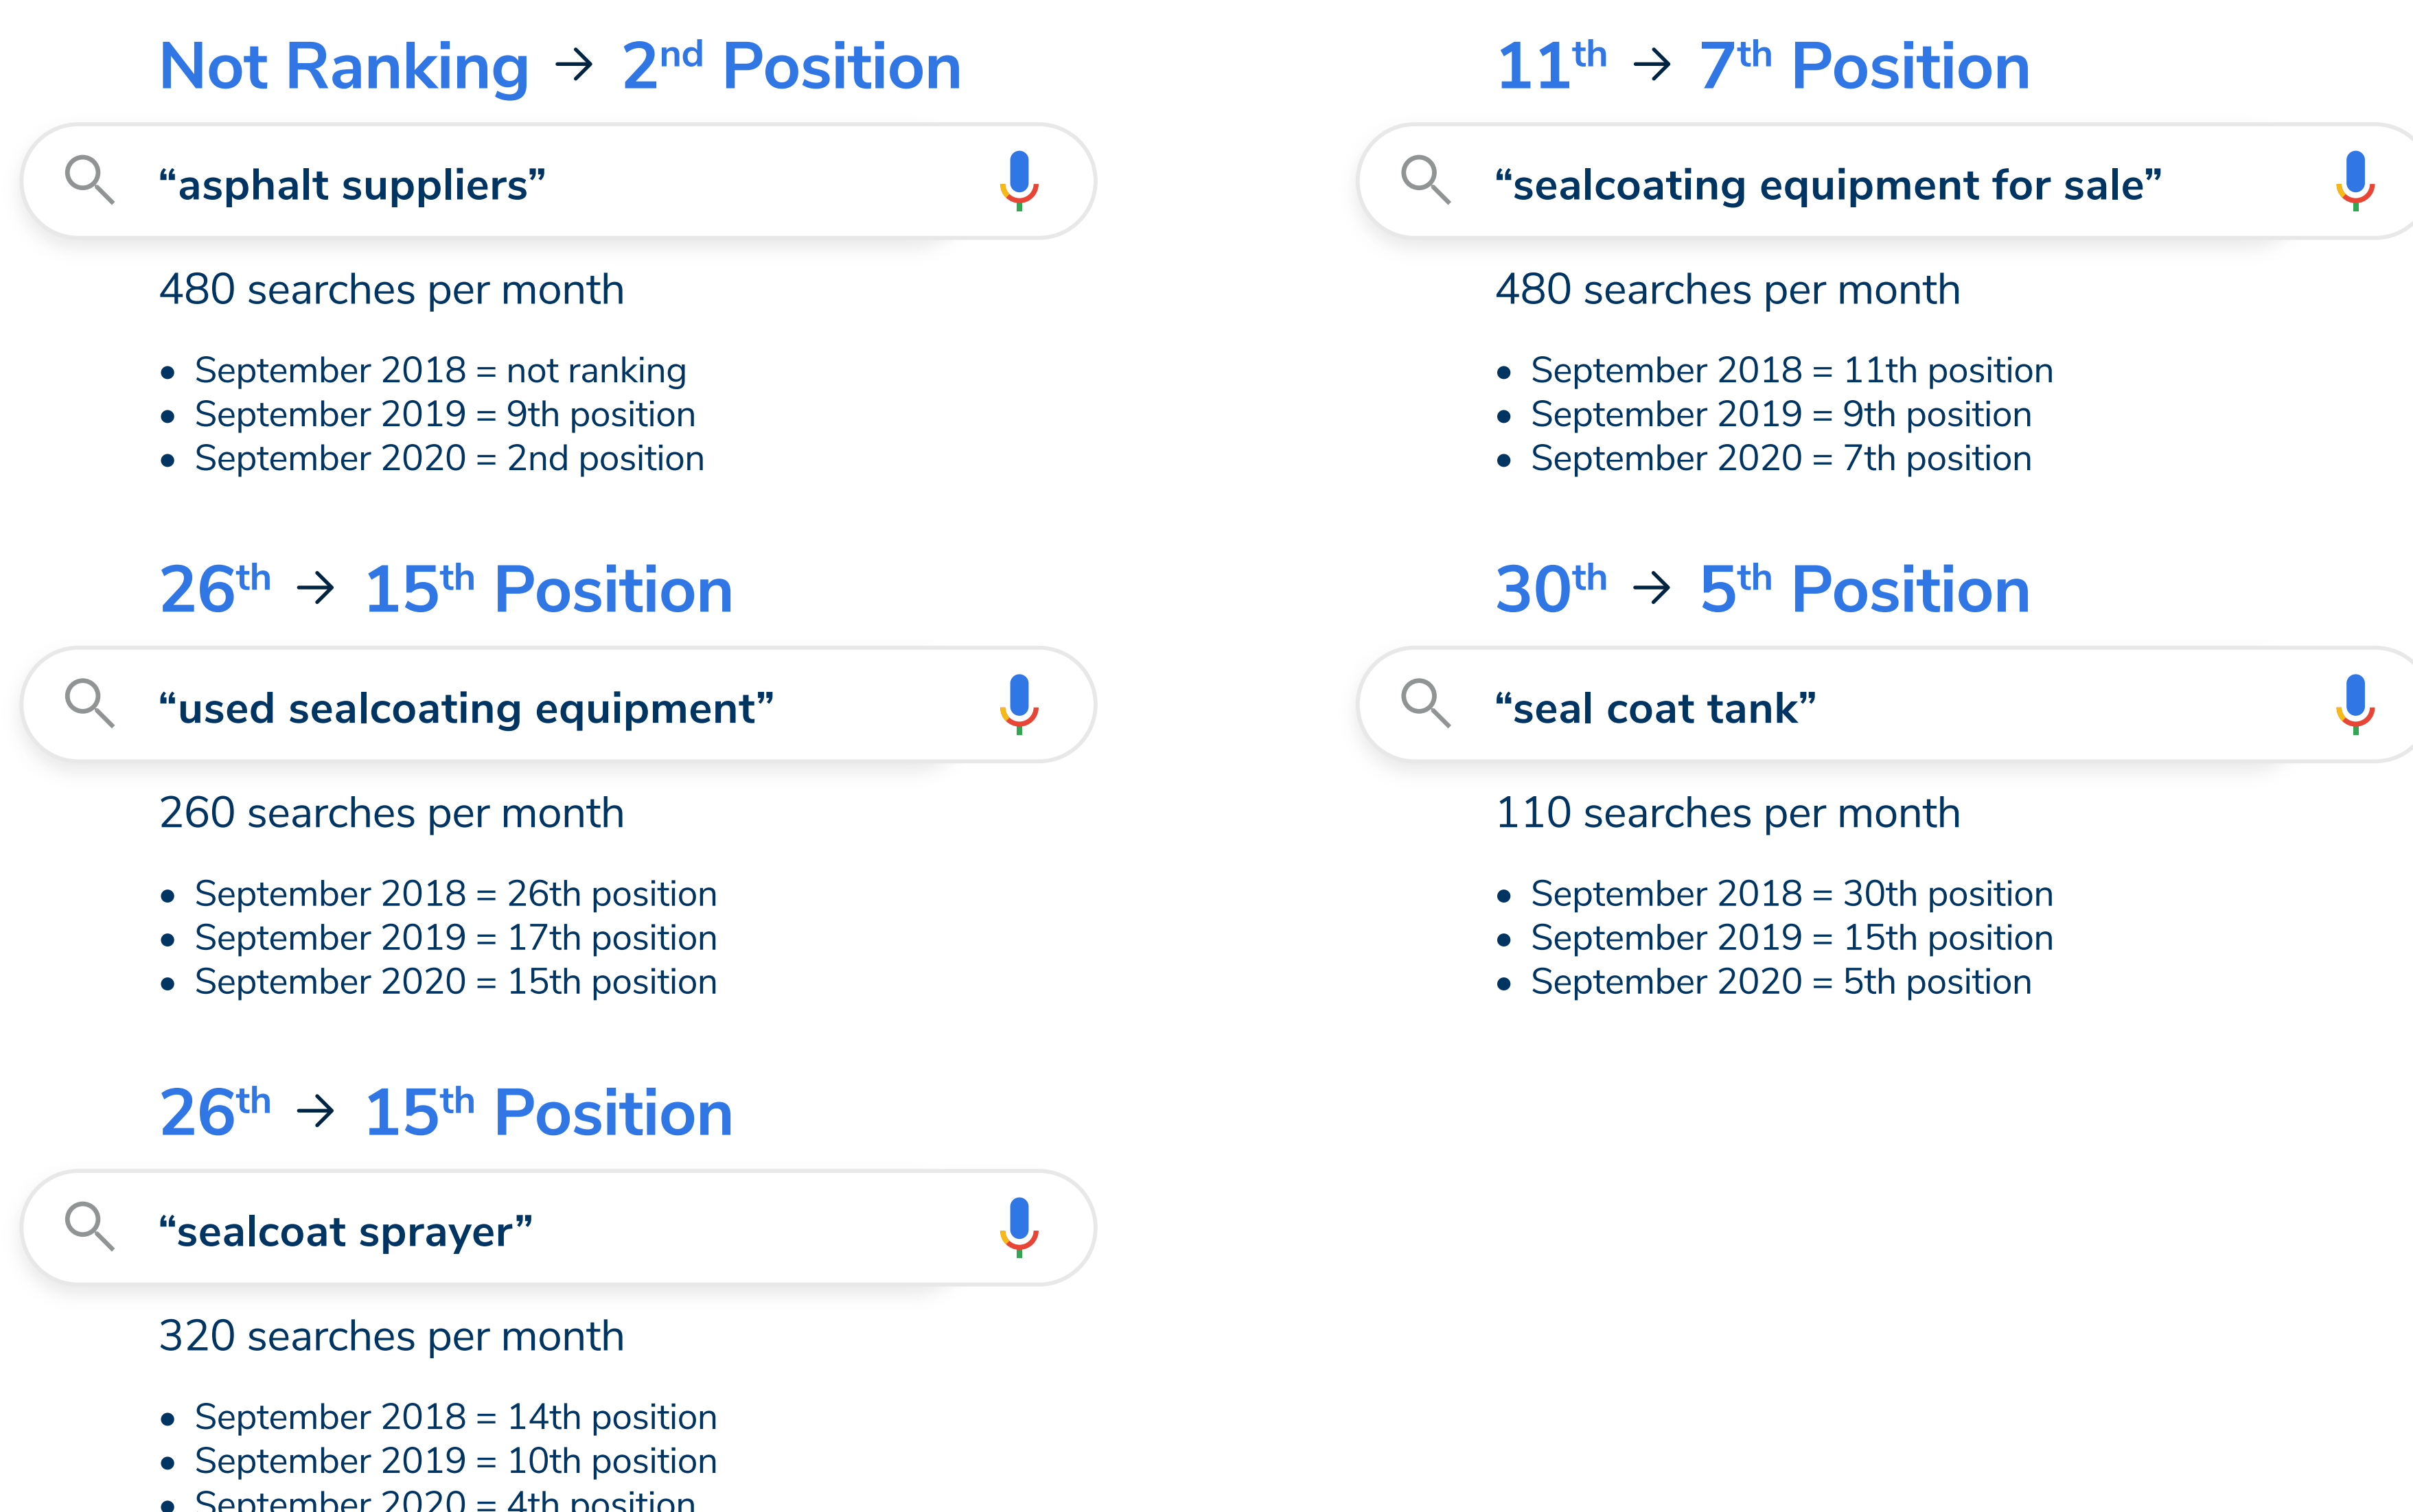 Not Ranking → 2nd Position
“asphalt suppliers”
480 searches per month
• September 2018 = not ranking
• September 2019 = 9th position
• September 2020 = 2nd position
11th → 7th Position
“sealcoating equipment for sale”
480 searches per month
• September 2018 = 11th position
• September 2019 = 9th position
• September 2020 = 7th position
26th → 15th Position
“used sealcoating equipment”
260 searches per month
• September 2018 = 26th position
• September 2019 = 17th position
• September 2020 = 15th position
30th → 5th Position
“seal coat tank”
110 searches per month
• September 2018 = 30th position
• September 2019 = 15th position
• September 2020 = 5th position
26th → 15th Position
“sealcoat sprayer”
320 searches per month
• September 2018 = 14th position
• September 2019 = 10th position
• September 2020 = 4th position